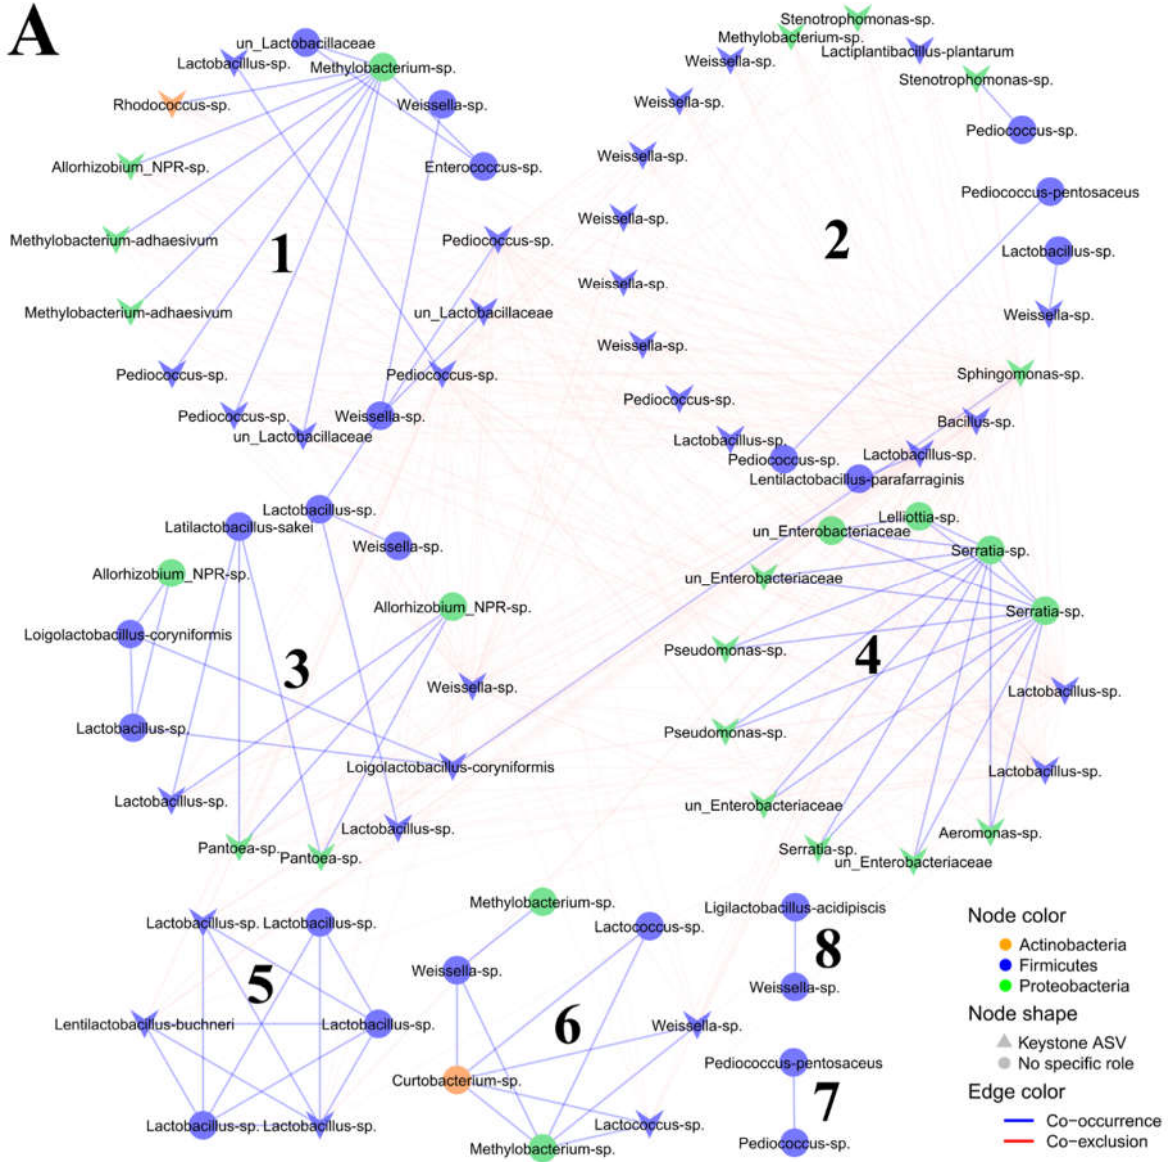 A
un_Lactobacillaceae
Lactobacillus-sp.
Methylobacterium-sp.
Rhodococcus-sp.
Weissella-sp.
Allorhizobium_NPR-sp.
Enterococcus-sp.
Methylobacterium-adhaesivum
1
Pediococcus-sp.
Methylobacterium-adhaesivum
un_Lactobacillaceae
Pediococcus-sp.
Pediococcus-sp.
Pediococcus-sp.
Weissella-sp.
un_Lactobacillaceae
Stenotrophomonas-sp.
Methylobacterium-sp.
Lactiplantibacillus-plantarum
Weissella-sp.
Stenotrophomonas-sp.
Weissella-sp.
Pediococcus-sp.
Weissella-sp.
Pediococcus-pentosaceus
Weissella-sp.
2
Lactobacillus-sp.
Weissella-sp.
Weissella-sp.
Weissella-sp.
Sphingomonas-sp.
Pediococcus-sp.
Bacillus-sp.
Lactobacillus-sp.
Lactobacillus-sp.
Pediococcus-sp.
Lentilactobacillus-parafarraginis
Lactobacillus-sp.
Latilactobacillus-sakei
Weissella-sp.
Allorhizobium_NPR-sp.
Allorhizobium_NPR-sp.
Loigolactobacillus-coryniformis
3
Weissella-sp.
Lactobacillus-sp.
Loigolactobacillus-coryniformis
Lactobacillus-sp.
Lactobacillus-sp.
Pantoea-sp.
Pantoea-sp.
Lelliottia-sp.
un_Enterobacteriaceae
Serratia-sp.
un_Enterobacteriaceae
Serratia-sp.
Pseudomonas-sp.
4
Lactobacillus-sp.
Pseudomonas-sp.
Lactobacillus-sp.
un_Enterobacteriaceae
Aeromonas-sp.
Serratia-sp.
un_Enterobacteriaceae
Lactobacillus-sp.
Lactobacillus-sp.
5
Lentilactobacillus-buchneri
Lactobacillus-sp.
Lactobacillus-sp.
Lactobacillus-sp.
Methylobacterium-sp.
Lactococcus-sp.
Weissella-sp.
6
Weissella-sp.
Curtobacterium-sp.
Lactococcus-sp.
Methylobacterium-sp.
Ligilactobacillus-acidipiscis
8
Weissella-sp.
Pediococcus-pentosaceus
7
Pediococcus-sp.
Node color
Actinobacteria
Firmicutes
Proteobacteria
Node shape
Keystone ASV
No specific role
Edge color
Co-occurrence
Co-exclusion